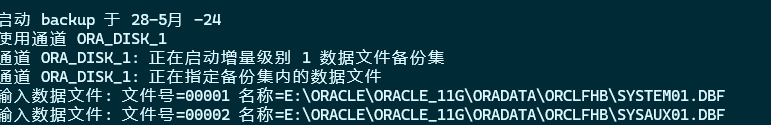 启动 backup 于 28-5月 -24
使用通道 ORA_DISK_1
通道 ORA_DISK_1: 正在启动增量级别 1 数据文件备份集
通道 ORA_DISK_1: 正在指定备份集内的数据文件
输入数据文件: 文件号=00001 名称=E:\ORACLE\ORACLE_11G\ORADATA\ORCLFHB\SYSTEM01.DBF
输入数据文件: 文件号=00002 名称=E:\ORACLE\ORACLE_11G\ORADATA\ORCLFHB\SYSAUX01.DBF